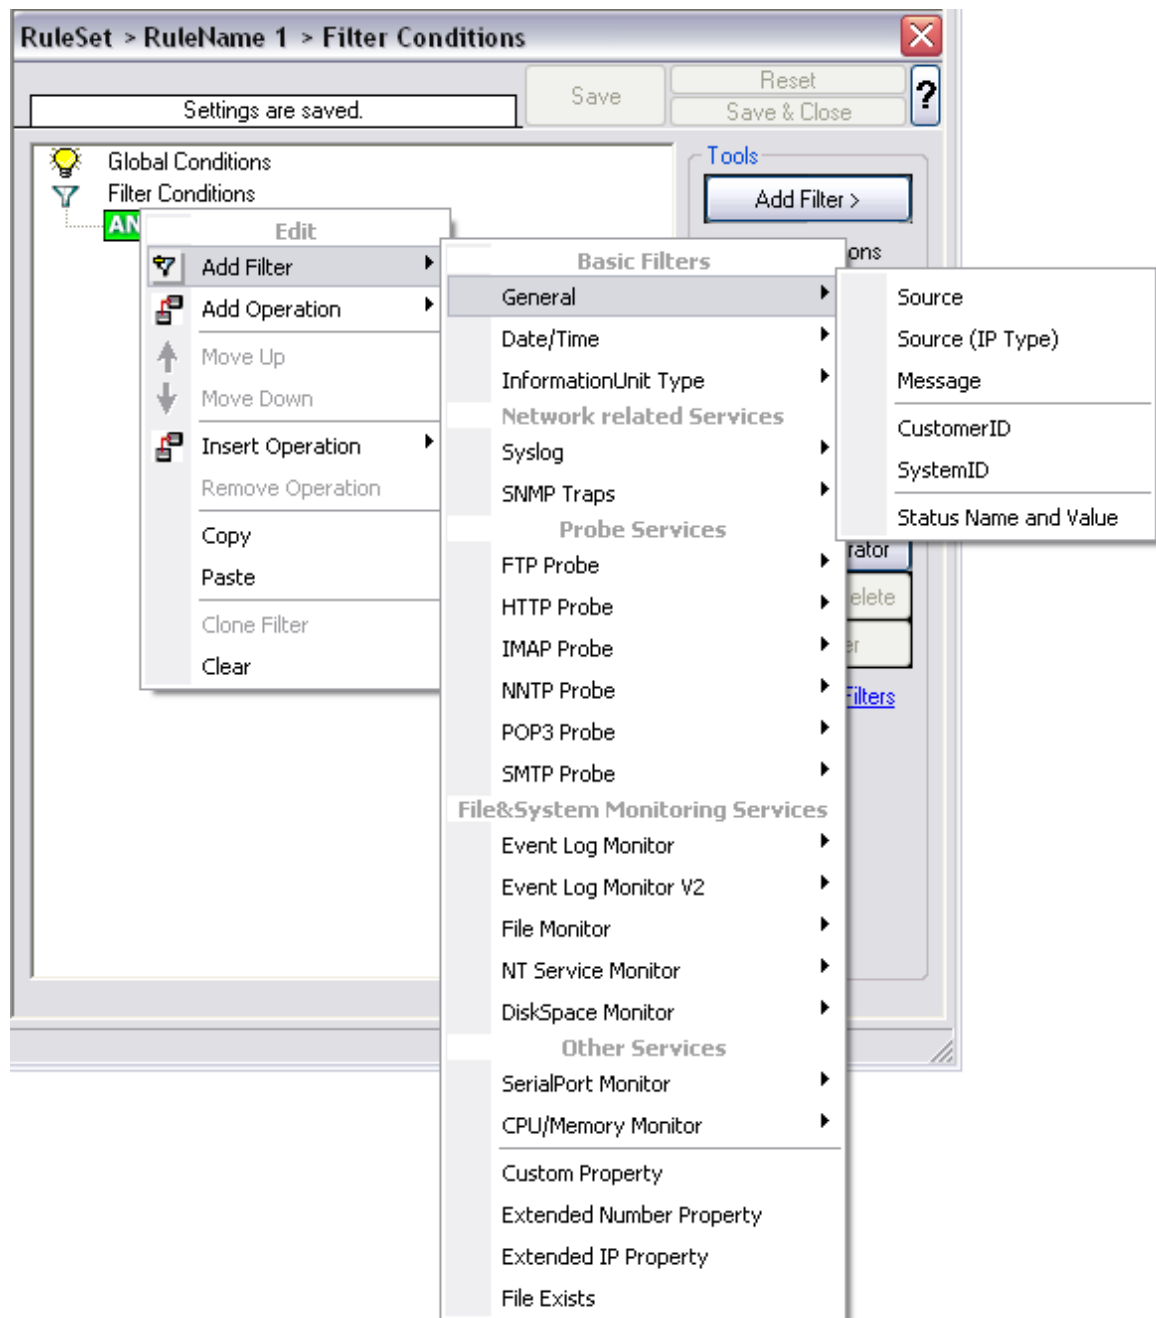 RuleSet > RuleName 1 > Filter Conditions
Settings are saved.
Save
Reset
Save & Close
?
Global Conditions
Filter Conditions
AN
Tools
Add Filter >
ons
rator
elete
er
Filters
Edit
Add Filter
Add Operation
Move Up
Move Down
Insert Operation
Remove Operation
Copy
Paste
Clone Filter
Clear
Basic Filters
General
Date/Time
InformationUnit Type
Network related Services
Syslog
SNMP Traps
Probe Services
FTP Probe
HTTP Probe
IMAP Probe
NNTP Probe
POP3 Probe
SMTP Probe
File&System Monitoring Services
Event Log Monitor
Event Log Monitor V2
File Monitor
NT Service Monitor
DiskSpace Monitor
Other Services
SerialPort Monitor
CPU/Memory Monitor
Custom Property
Extended Number Property
Extended IP Property
File Exists
Source
Source (IP Type)
Message
CustomerID
SystemID
Status Name and Value